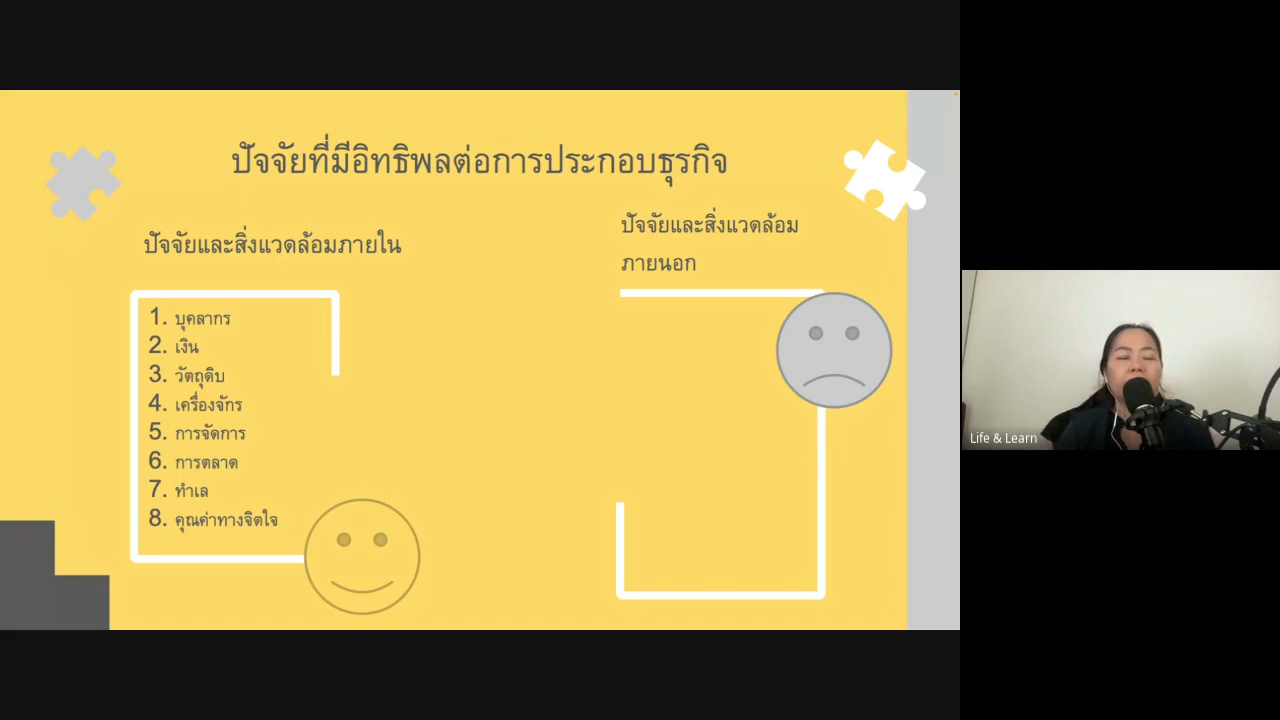 ปัจจัยที่มีอิทธิพลต่อการประกอบธุรกิจ
ปัจจัยและสิ่งแวดล้อมภายใน
1. บุคลากร
2. เงิน
3. วัตถุดิบ
4. เครื่องจักร
5. การจัดการ
6. การตลาด
7. ทำเล
8. คุณค่าทางจิตใจ
ปัจจัยและสิ่งแวดล้อม
ภายนอก
Life & Learn